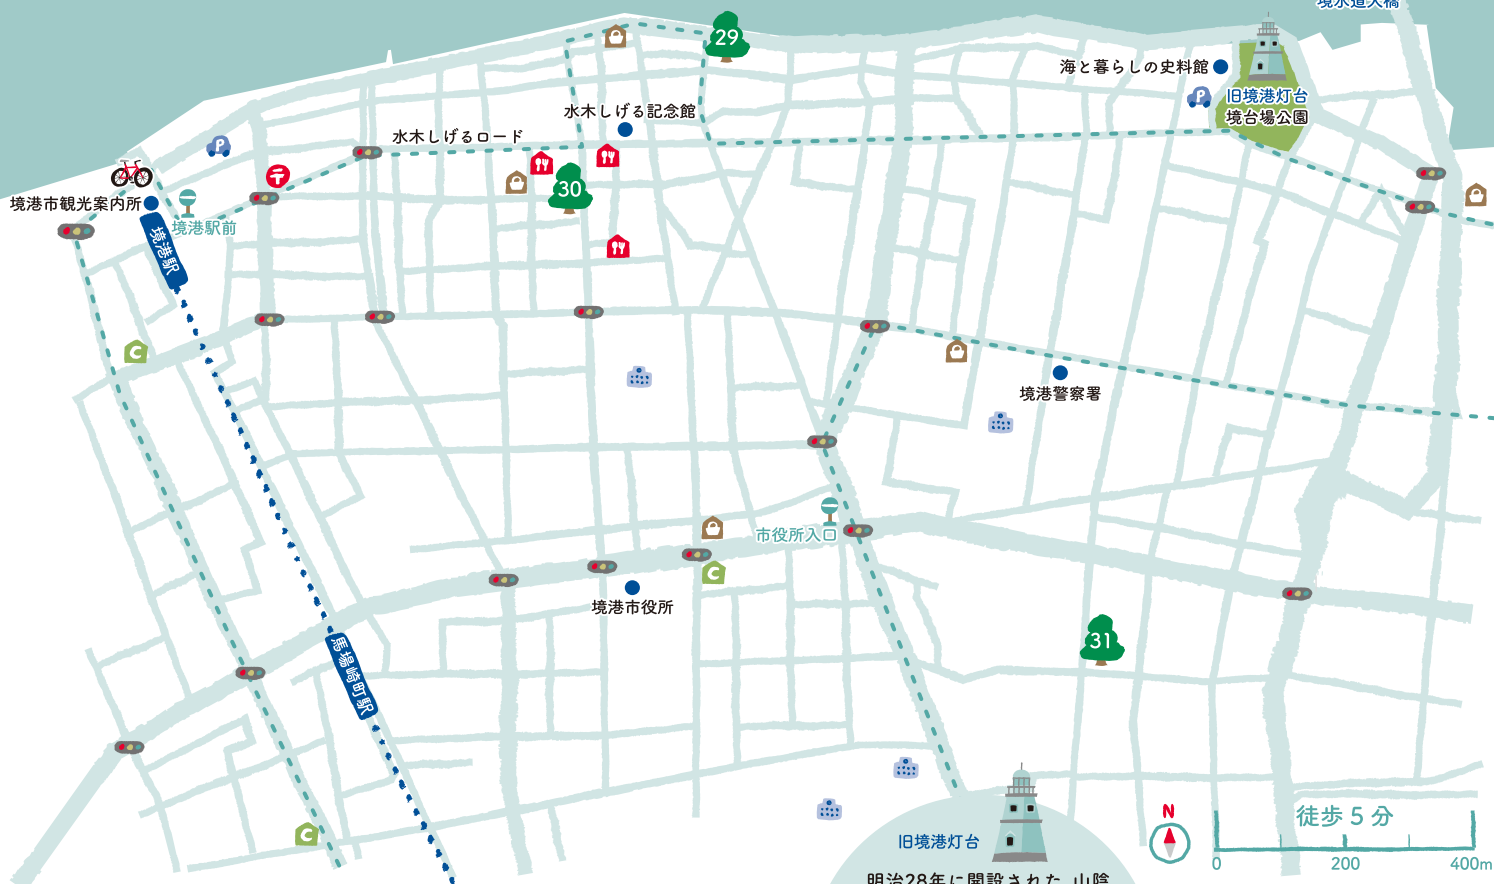 境水道大橋
29
海と暮らしの史料館
P
旧境港灯台
境台場公園
水木しげる記念館
水木しげるロード
P
〒
30
境港市観光案内所
境港駅前
境港駅
C
境港警察署
市役所入口
C
境港市役所
31
馬場崎町駅
C
旧境港灯台
明治28年に開設された、山陰
N
徒歩5分
0 200 400m